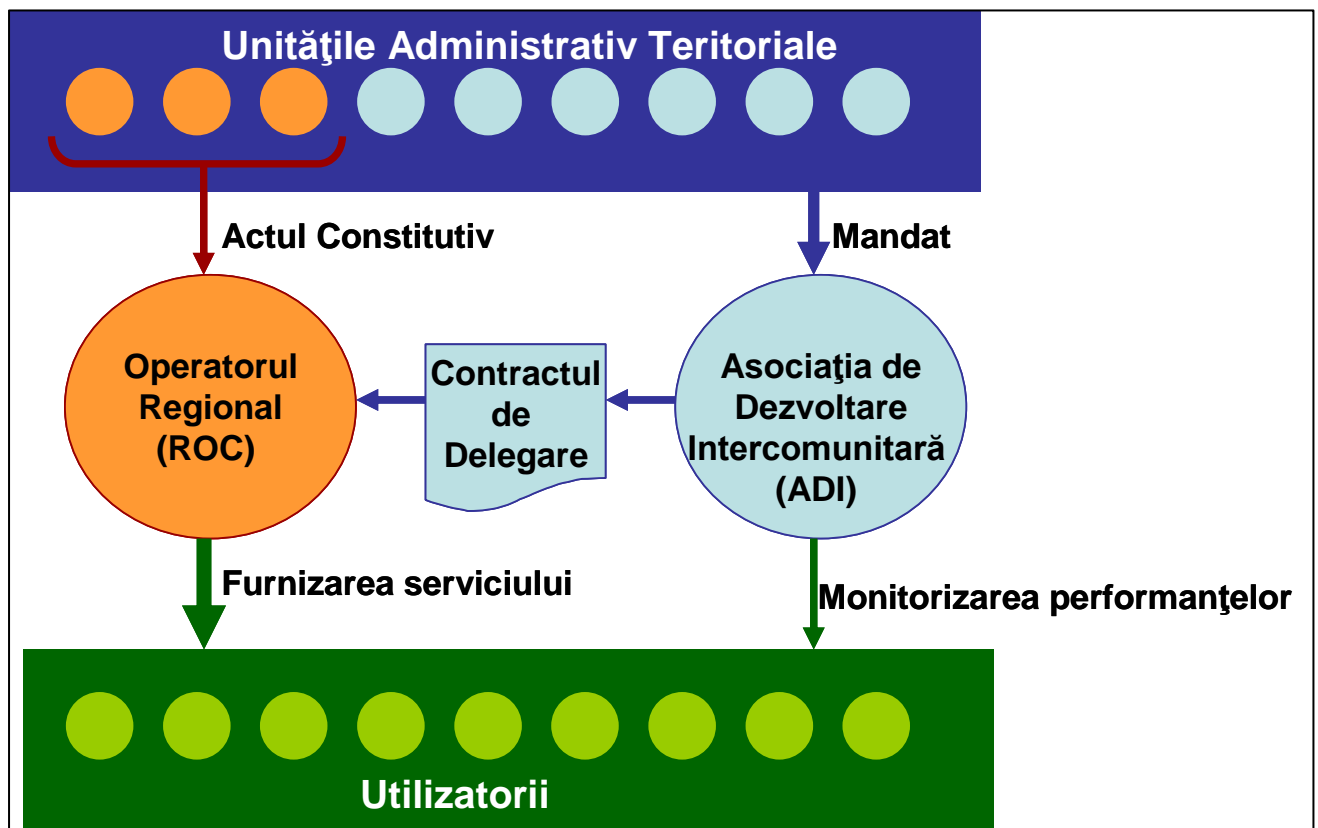 Unităţile Administrativ Teritoriale
Actul Constitutiv
Mandat
Operatorul
Regional
(ROC)
Contractul
de
Delegare
Asociaţia de
Dezvoltare
Intercomunitară
(ADI)
Furnizarea serviciului
Monitorizarea performanţelor
Utilizatorii